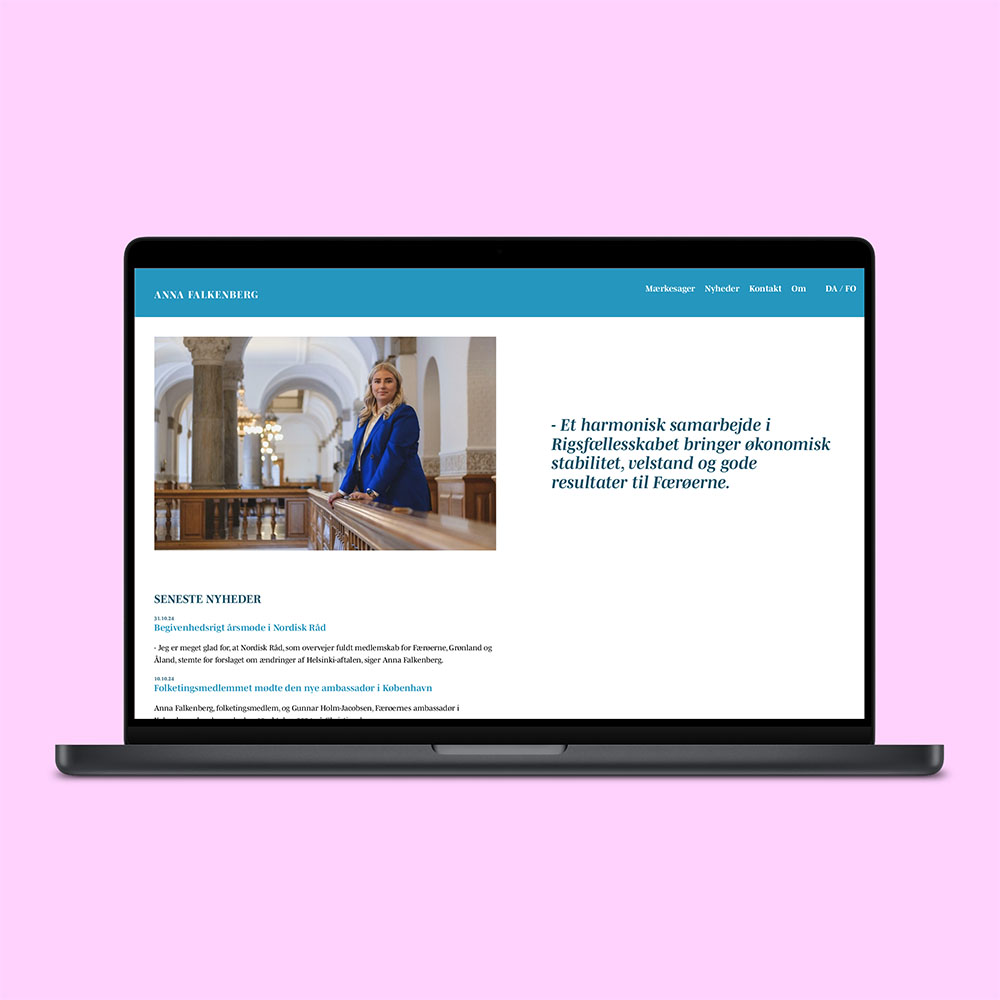 ANNA FALKENBERG
Mærkesager Nyheder Kontakt Om DA / FO
- Et harmonisk samarbejde i
Rigsfællesskabet bringer økonomisk
stabilitet, velstand og gode
resultater til Færøerne.
SENESTE NYHEDER
31.10.24
Begivenhedsrigt årsmøde i Nordisk Råd
- Jeg er meget glad for, at Nordisk Råd, som overvejer fuldt medlemskab for Færøerne, Grønland og
Åland, stemte for forslaget om ændringer af Helsinki-aftalen, siger Anna Falkenberg.
10.10.24
Folketingsmedlemmet mødte den nye ambassadør i København
Anna Falkenberg, folketingsmedlem, og Gunnar Holm-Jacobsen, Færøernes ambassadør i